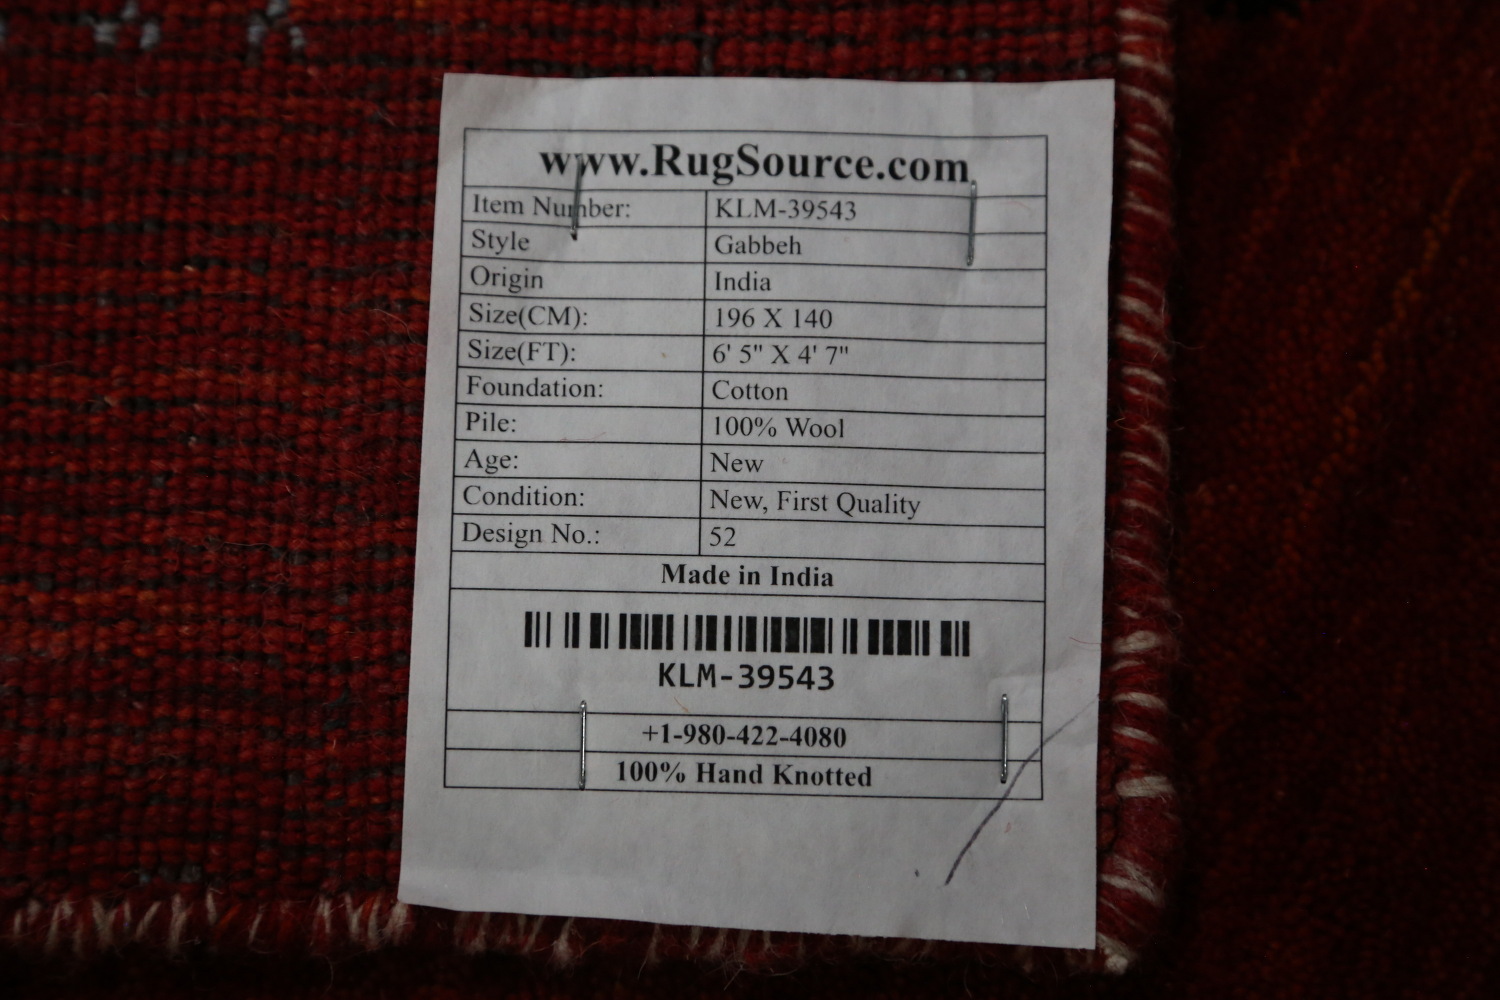 www.RugSource.com
Item Number: KLM-39543
Style Gabbeh
Origin India
Size(CM): 196 X 140
Size(FT): 6' 5" X 4' 7"
Foundation: Cotton
Pile: 100% Wool
Age: New
Condition: New, First Quality
Design No.: 52
Made in India
KLM-39543
+1-980-422-4080
100% Hand Knotted